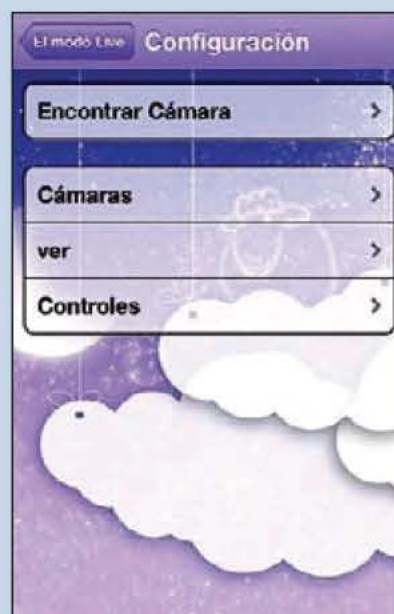 El modo Live
Configuración
Encontrar Cámara
Cámaras
ver
Controles